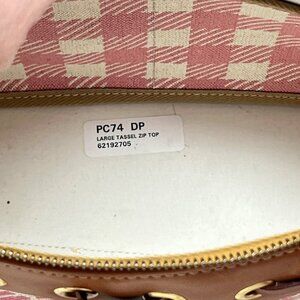 PC74 DP
LARGE TASSEL ZIP TOP
62192705